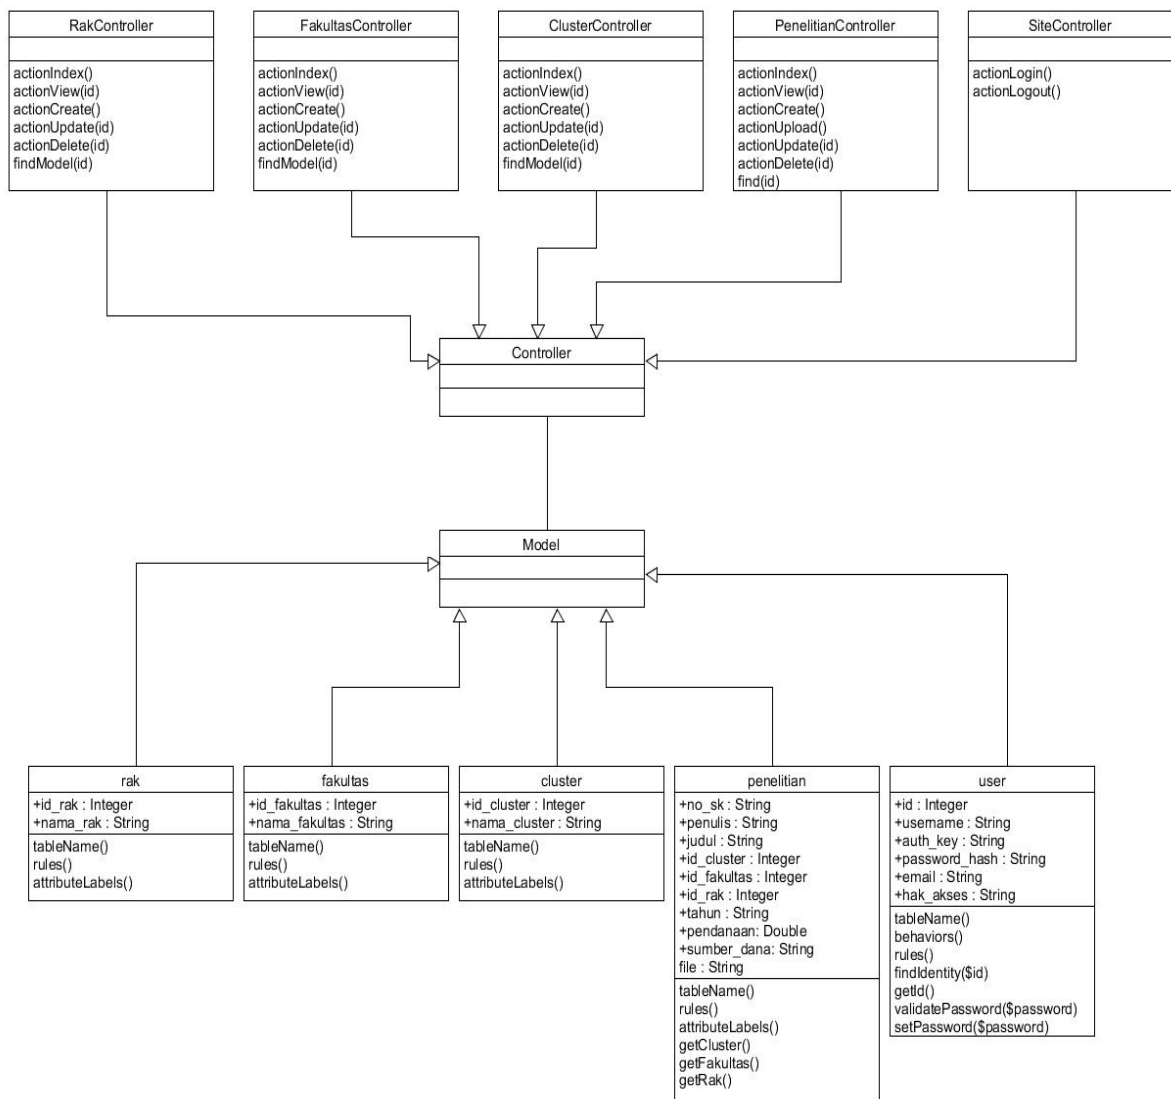 RakController
actionIndex()
actionView(id)
actionCreate()
actionUpdate(id)
actionDelete(id)
findModel(id)
FakultasController
actionIndex()
actionView(id)
actionCreate()
actionUpdate(id)
actionDelete(id)
findModel(id)
ClusterController
actionIndex()
actionView(id)
actionCreate()
actionUpdate(id)
actionDelete(id)
findModel(id)
PenelitianController
actionIndex()
actionView(id)
actionCreate()
actionUpload()
actionUpdate(id)
actionDelete(id)
find(id)
SiteController
actionLogin()
actionLogout()
Controller
Model
rak
+id_rak : Integer
+nama_rak : String
tableName()
rules()
attributeLabels()
fakultas
+id_fakultas : Integer
+nama_fakultas : String
tableName()
rules()
attributeLabels()
cluster
+id_cluster : Integer
+nama_cluster : String
tableName()
rules()
attributeLabels()
penelitian
+no_sk : String
+penulis : String
+judul : String
+id_cluster : Integer
+id_fakultas : Integer
+id_rak : Integer
+tahun : String
+pendanaan: Double
+sumber_dana: String
file : String
tableName()
rules()
attributeLabels()
getCluster()
getFakultas()
getRak()
user
+id : Integer
+username : String
+auth_key : String
+password_hash : String
+email : String
+hak_akses : String
tableName()
behaviors()
rules()
findIdentity($id)
getId()
validatePassword($password)
setPassword($password)